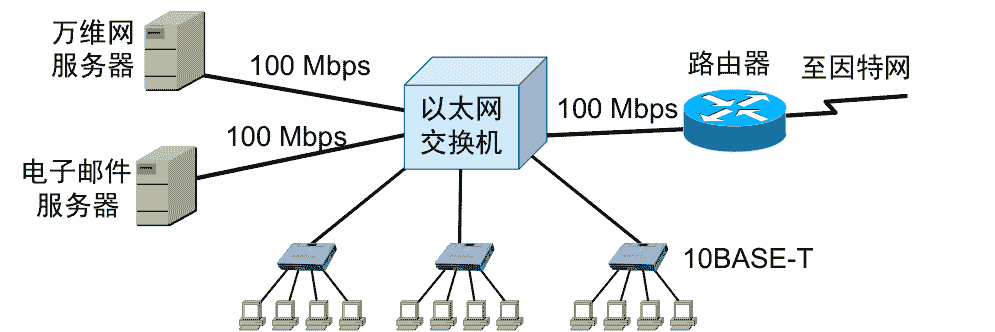 万维网
服务器
100 Mbps
以太网
交换机
路由器
至因特网
100 Mbps
100 Mbps
电子邮件
服务器
10BASE-T